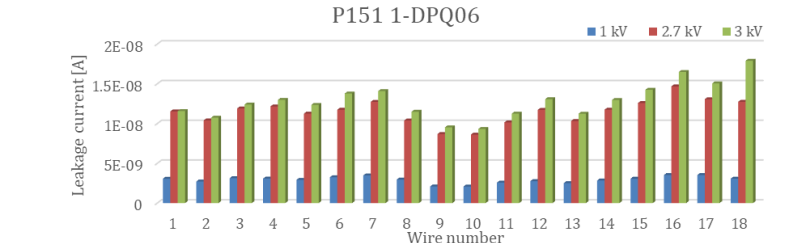 P151 1-DPQ06
1 kV 2.7 kV 3 kV
Leakage current [A]
2E-08
1.5E-08
1E-08
5E-09
0
1 2 3 4 5 6 7 8 9 10 11 12 13 14 15 16 17 18
Wire number